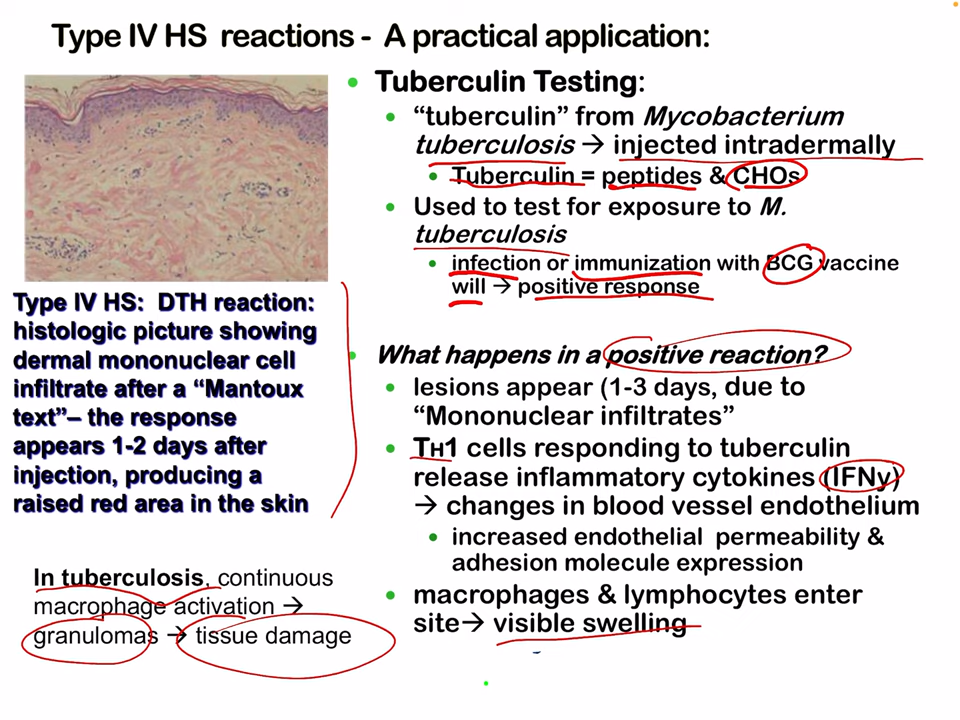 Type IV HS reactions - A practical application:
• Tuberculin Testing:
• “tuberculin” from Mycobacterium
tuberculosis → injected intradermally
• Tuberculin = peptides & CHOs
• Used to test for exposure to M.
tuberculosis
• infection or immunization with BCG vaccine
will → positive response
• What happens in a positive reaction?
• lesions appear (1-3 days, due to
“Mononuclear infiltrates”
• TH1 cells responding to tuberculin
release inflammatory cytokines (IFNγ)
→ changes in blood vessel endothelium
• increased endothelial permeability &
adhesion molecule expression
• macrophages & lymphocytes enter
site→ visible swelling
Type IV HS: DTH reaction:
histologic picture showing
dermal mononuclear cell
infiltrate after a “Mantoux
text”– the response
appears 1-2 days after
injection, producing a
raised red area in the skin
In tuberculosis, continuous
macrophage activation →
granulomas → tissue damage